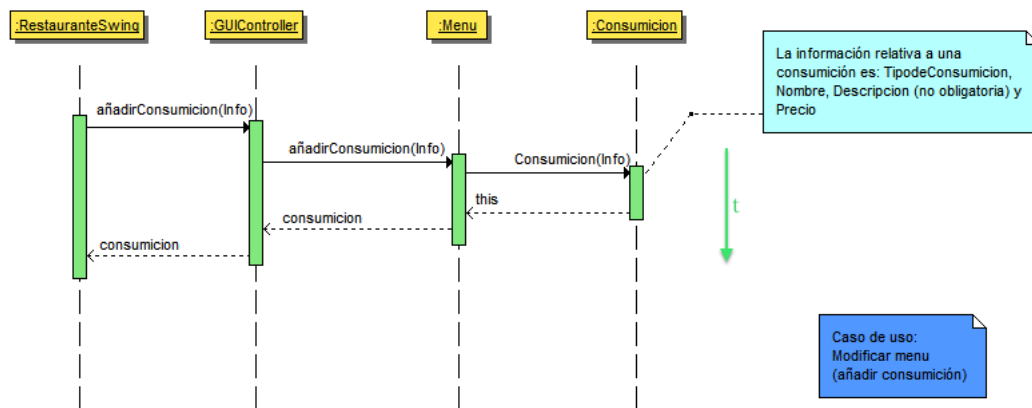 :RestauranteSwing
:GUIController
:Menu
:Consumicion
La información relativa a una
consumición es: TipodeConsumicion,
Nombre, Descripcion (no obligatoria) y
Precio
añadirConsumicion(Info)
añadirConsumicion(Info)
Consumicion(Info)
this
consumicion
consumicion
t
Caso de uso:
Modificar menu
(añadir consumición)